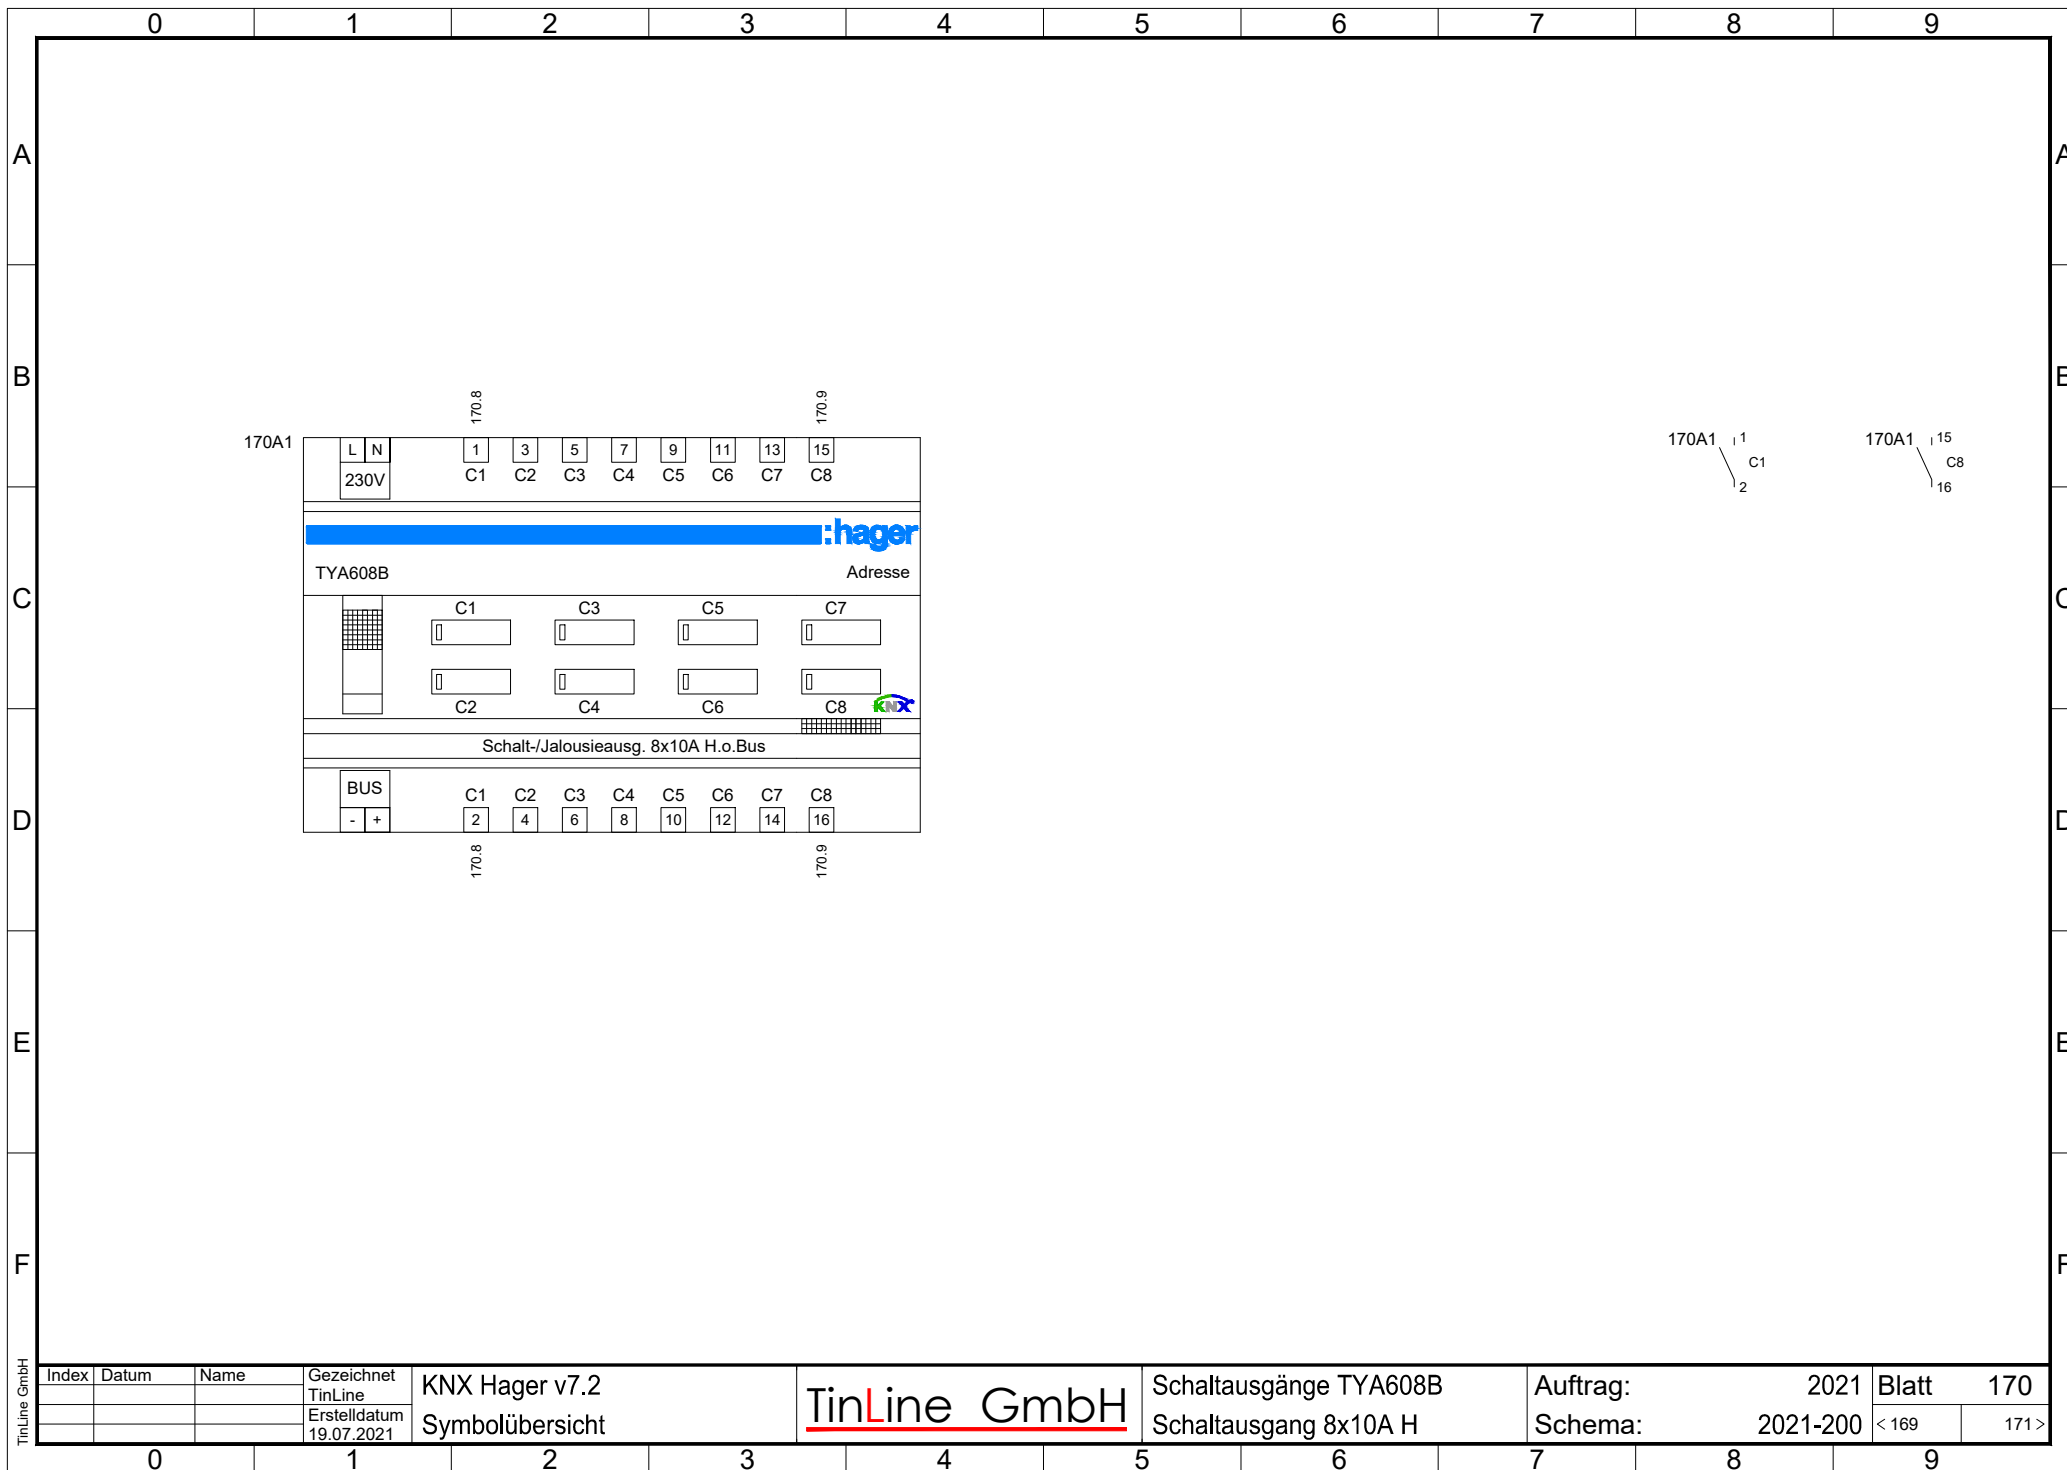 0 1 2 3 4 5 6 7 8 9
A A
B B
C C
D D
E E
F F
170.8 170.9
170A1
L N 1 3 5 7 9 11 13 15
230V C1 C2 C3 C4 C5 C6 C7 C8
:hager
TYA608B Adresse
C1 C3 C5 C7
C2 C4 C6 C8
KNX
Schalt-/Jalousieausg. 8x10A H.o.Bus
BUS C1 C2 C3 C4 C5 C6 C7 C8
- + 2 4 6 8 10 12 14 16
170.8 170.9
170A1 1
C1
2
170A1 15
C8
16
TinLine GmbH
Index Datum Name
Gezeichnet
TinLine
Erstelldatum
19.07.2021
KNX Hager v7.2
Symbolübersicht
TinLine GmbH
Schaltausgänge TYA608B
Schaltausgang 8x10A H
Auftrag: 2021
Schema: 2021-200
Blatt 170
< 169 171 >
0 1 2 3 4 5 6 7 8 9